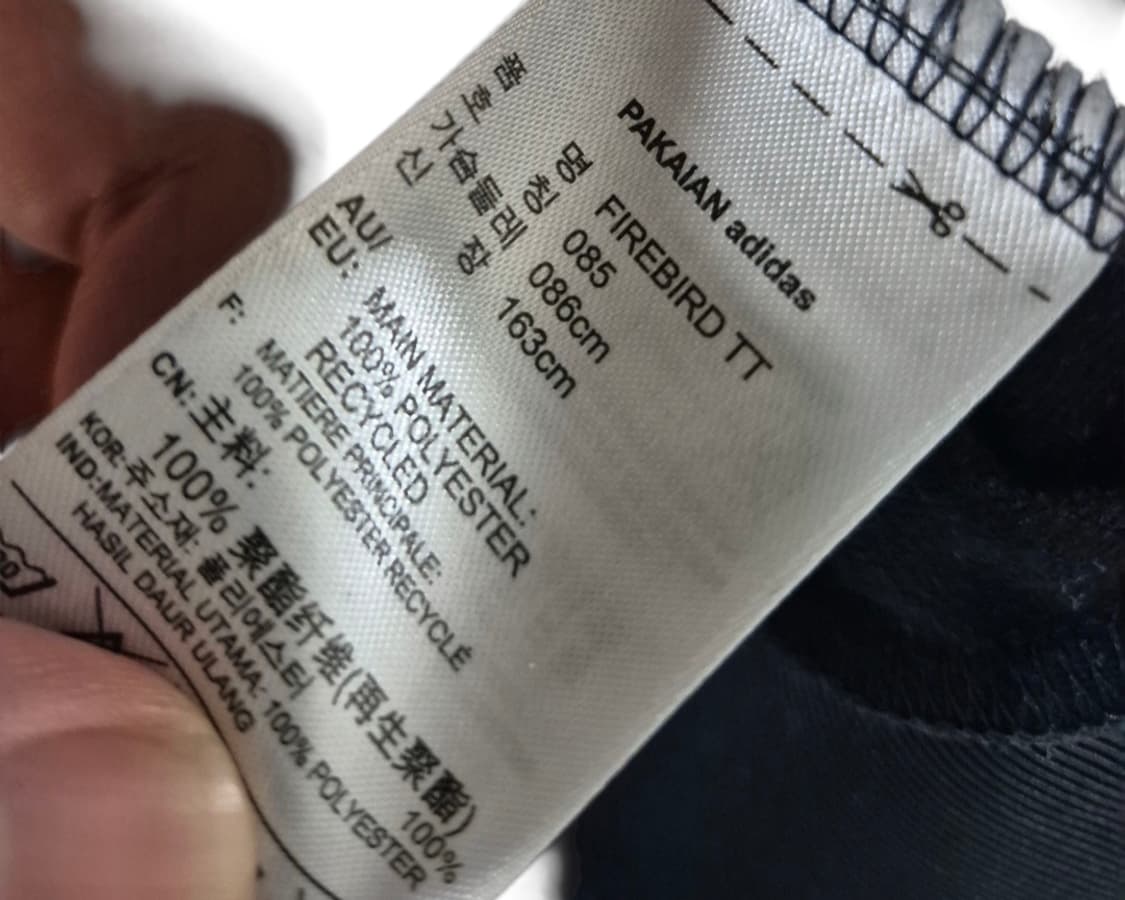 PAKAIAN adidas
품 명 FIREBIRD TT
호 칭 085
가슴둘레 086cm
신 장 163cm
AU/
EU: MAIN MATERIAL:
100% POLYESTER
RECYCLED
F: MATIERE PRINCIPALE:
100% POLYESTER RECYCLÉ
CN: 主料:
100% 聚酯纤维(再生聚酯)
KOR: 주소재: 폴리에스터 100%
IND:MATERIAL UTAMA: 100% POLYESTER
HASIL DAUR ULANG